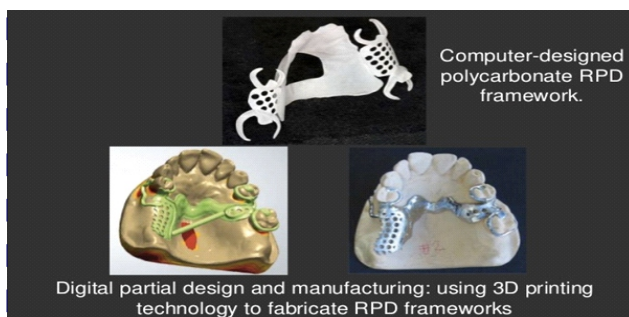 Computer-designed
polycarbonate RPD
framework.
Digital partial design and manufacturing: using 3D printing
technology to fabricate RPD frameworks